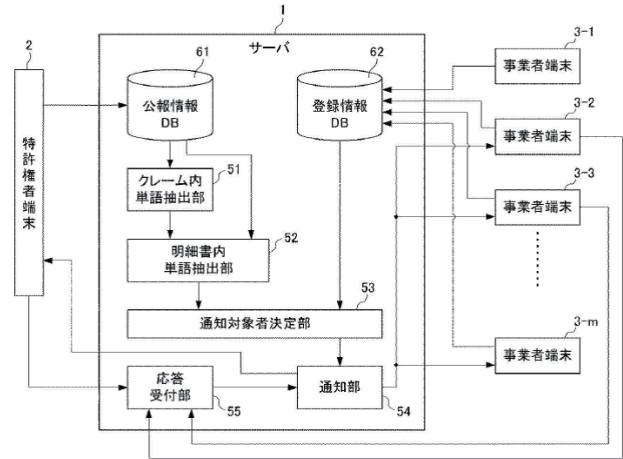 1
サーバ
2
特許権者端末
61
公報情報
DB
62
登録情報
DB
3-1
事業者端末
3-2
事業者端末
3-3
事業者端末
3-m
事業者端末
51
クレーム内
単語抽出部
52
明細書内
単語抽出部
53
通知対象者決定部
応答
受付部
55
通知部
54